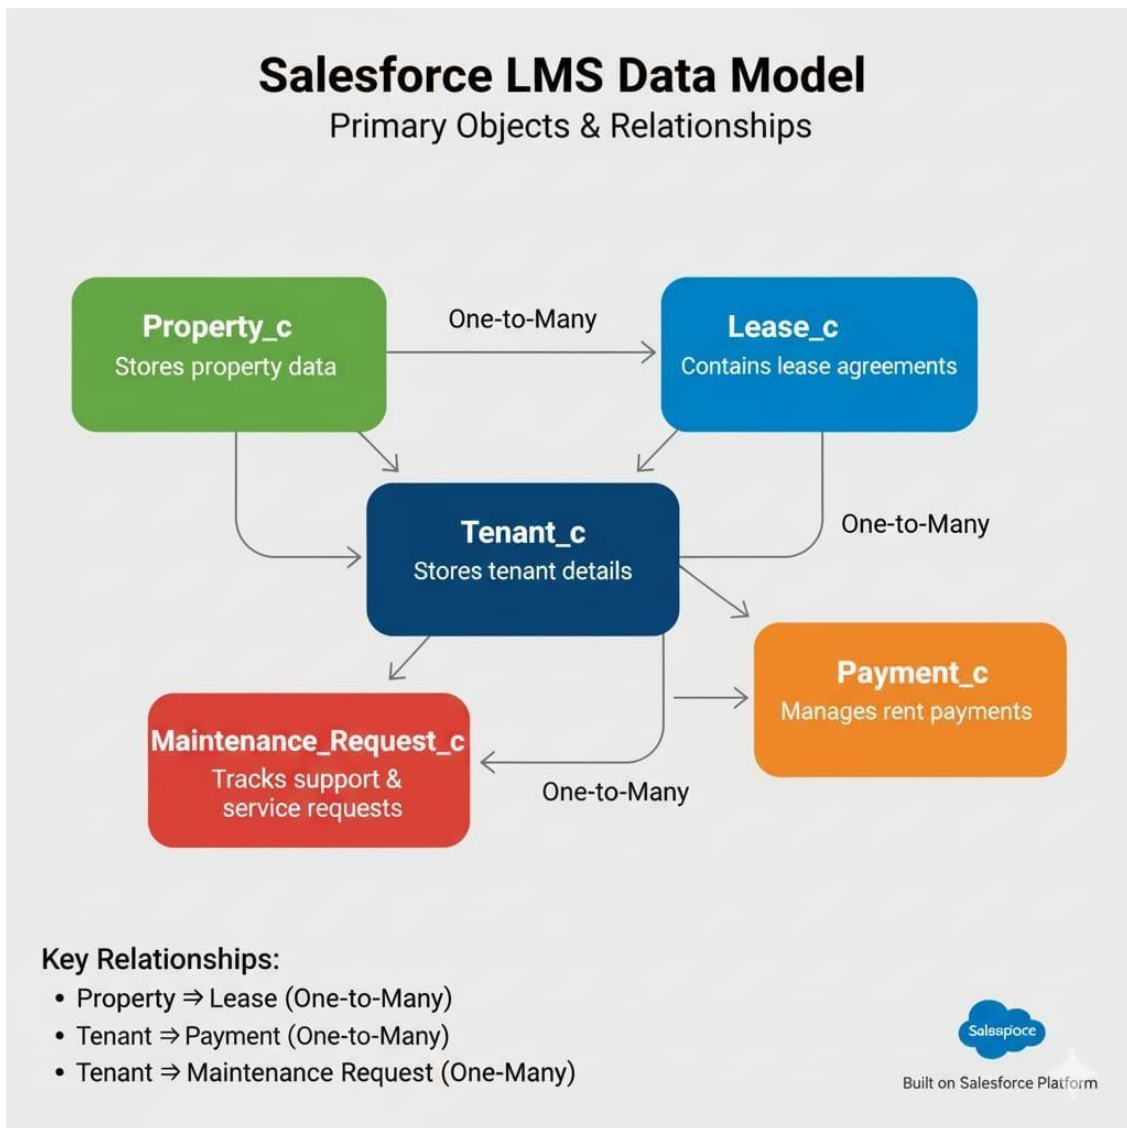 Salesforce LMS Data Model
Primary Objects & Relationships
Property_c
Stores property data
One-to-Many
Lease_c
Contains lease agreements
Tenant_c
Stores tenant details
One-to-Many
Payment_c
Manages rent payments
Maintenance_Request_c
Tracks support &
service requests
One-to-Many
Key Relationships:
• Property ⇒ Lease (One-to-Many)
• Tenant ⇒ Payment (One-to-Many)
• Tenant ⇒ Maintenance Request (One-Many)
Salespoce
Built on Salesforce Platform